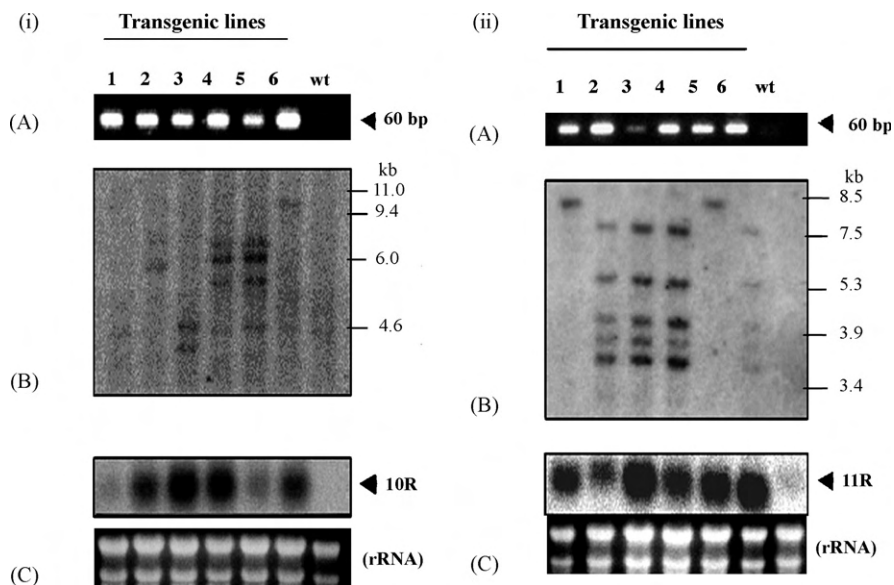 (i)
Transgenic lines
1 2 3 4 5 6 wt
(A)
60 bp
kb
11.0
9.4
6.0
4.6
(B)
10R
(rRNA)
(C)
(ii)
Transgenic lines
1 2 3 4 5 6 wt
(A)
60 bp
kb
8.5
7.5
5.3
3.9
3.4
(B)
11R
(rRNA)
(C)